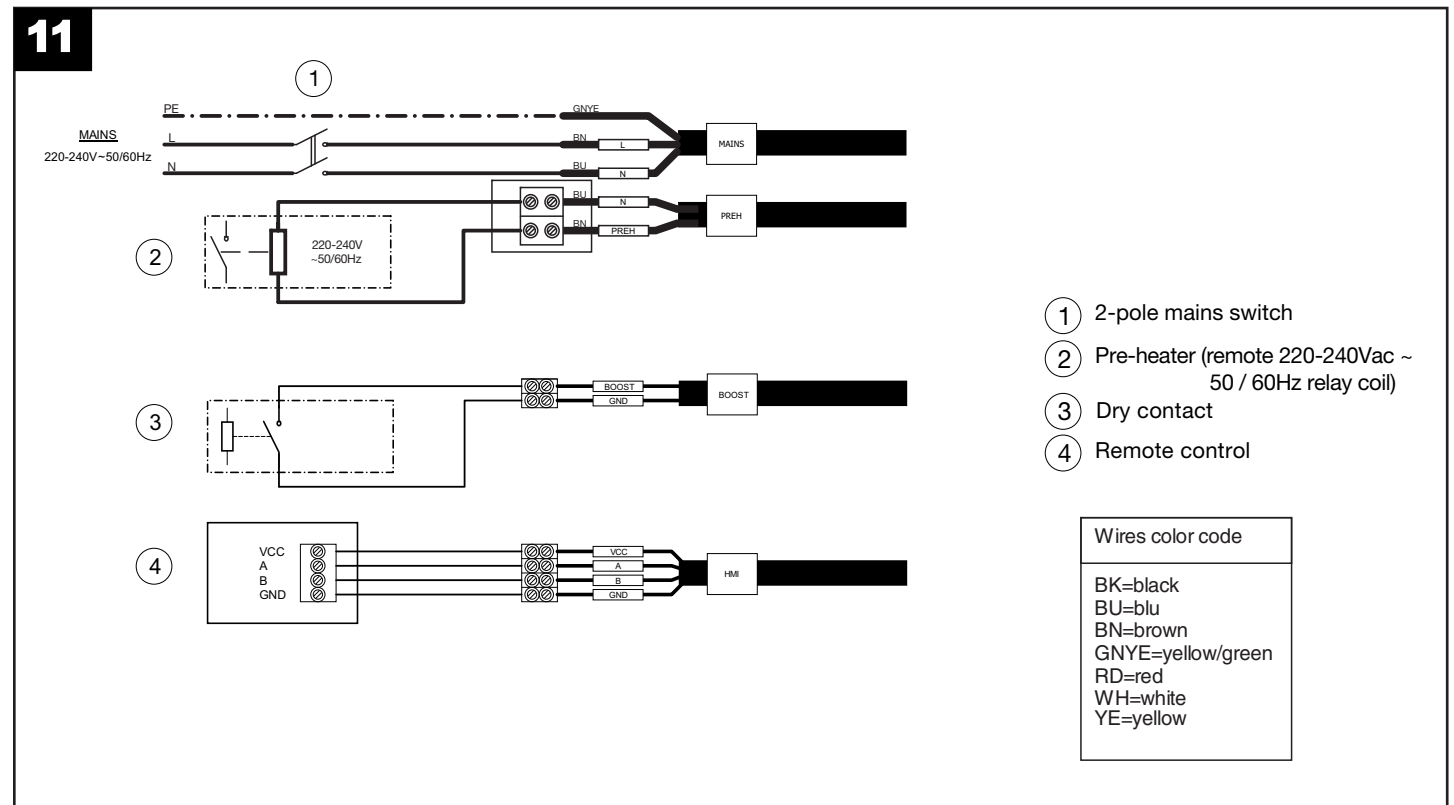 11
1
PE
GNYE
MAINS
L
BN
L
MAINS
220-240V~50/60Hz
N
BU
N
BU
N
PREH
BN
PREH
2
220-240V
~50/60Hz
1 2-pole mains switch
2 Pre-heater (remote 220-240Vac ~
50 / 60Hz relay coil)
3 Dry contact
4 Remote control
BOOST
GND
BOOST
3
4
VCC
A
B
GND
VCC
A
B
GND
HMI
Wires color code
BK=black
BU=blu
BN=brown
GNYE=yellow/green
RD=red
WH=white
YE=yellow